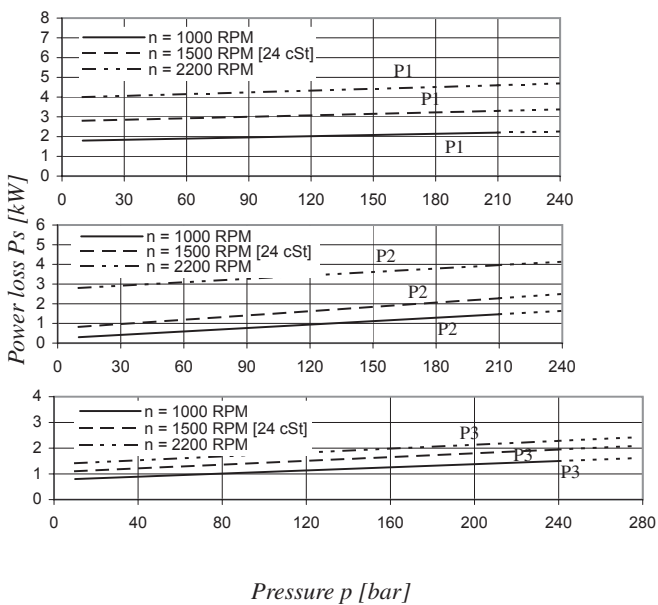 8
7
6
5
4
3
2
1
0
n = 1000 RPM
n = 1500 RPM [24 cSt]
n = 2200 RPM
P1
P1
P1
0 30 60 90 120 150 180 210 240
Power loss Ps [kW]
6
5
4
3
2
1
0
n = 1000 RPM
n = 1500 RPM [24 cSt]
n = 2200 RPM
P2
P2
P2
0 30 60 90 120 150 180 210 240
4
3
2
1
0
n = 1000 RPM
n = 1500 RPM [24 cSt]
n = 2200 RPM
P3
P3
P3
0 40 80 120 160 200 240 280
Pressure p [bar]